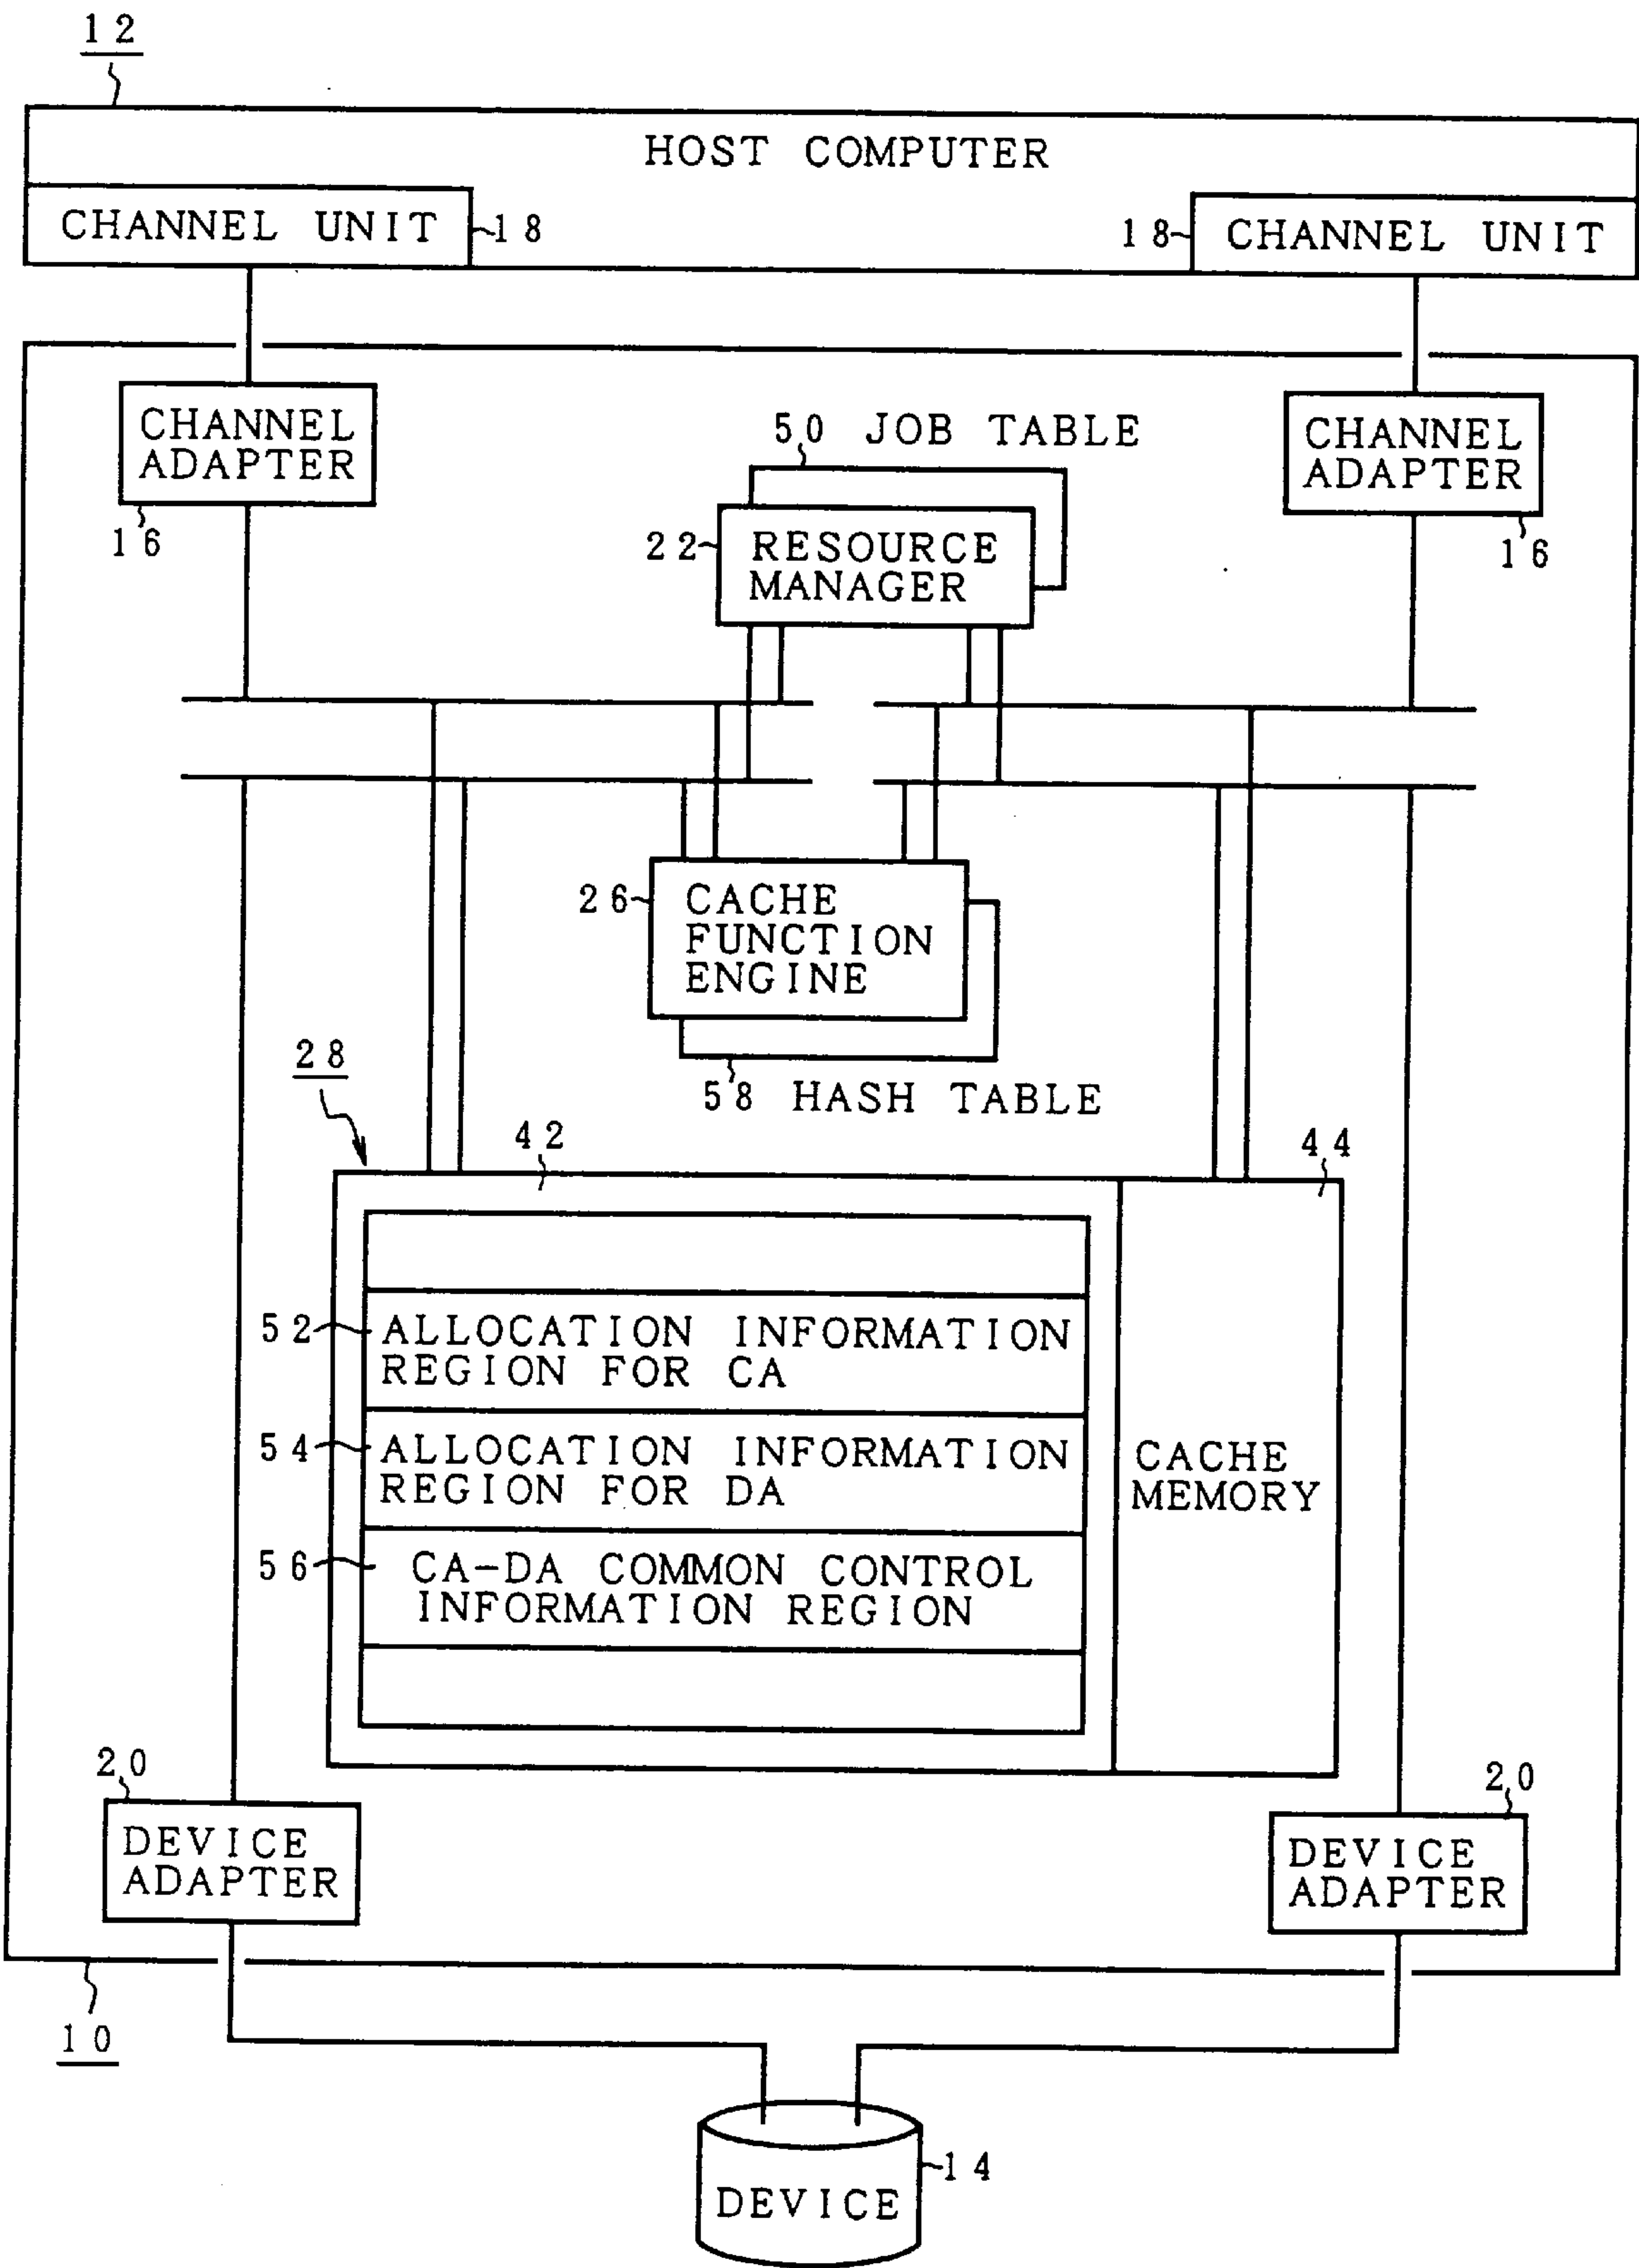 12
HOST COMPUTER
CHANNEL UNIT
18
18
CHANNEL UNIT
CHANNEL
ADAPTER
16
50 JOB TABLE
CHANNEL
ADAPTER
16
22
RESOURCE
MANAGER
26
CACHE
FUNCTION
ENGINE
58 HASH TABLE
28
42
44
52
ALLOCATION INFORMATION
REGION FOR CA
54
ALLOCATION INFORMATION
REGION FOR DA
56
CA-DA COMMON CONTROL
INFORMATION REGION
CACHE
MEMORY
20
DEVICE
ADAPTER
20
DEVICE
ADAPTER
10
14
DEVICE